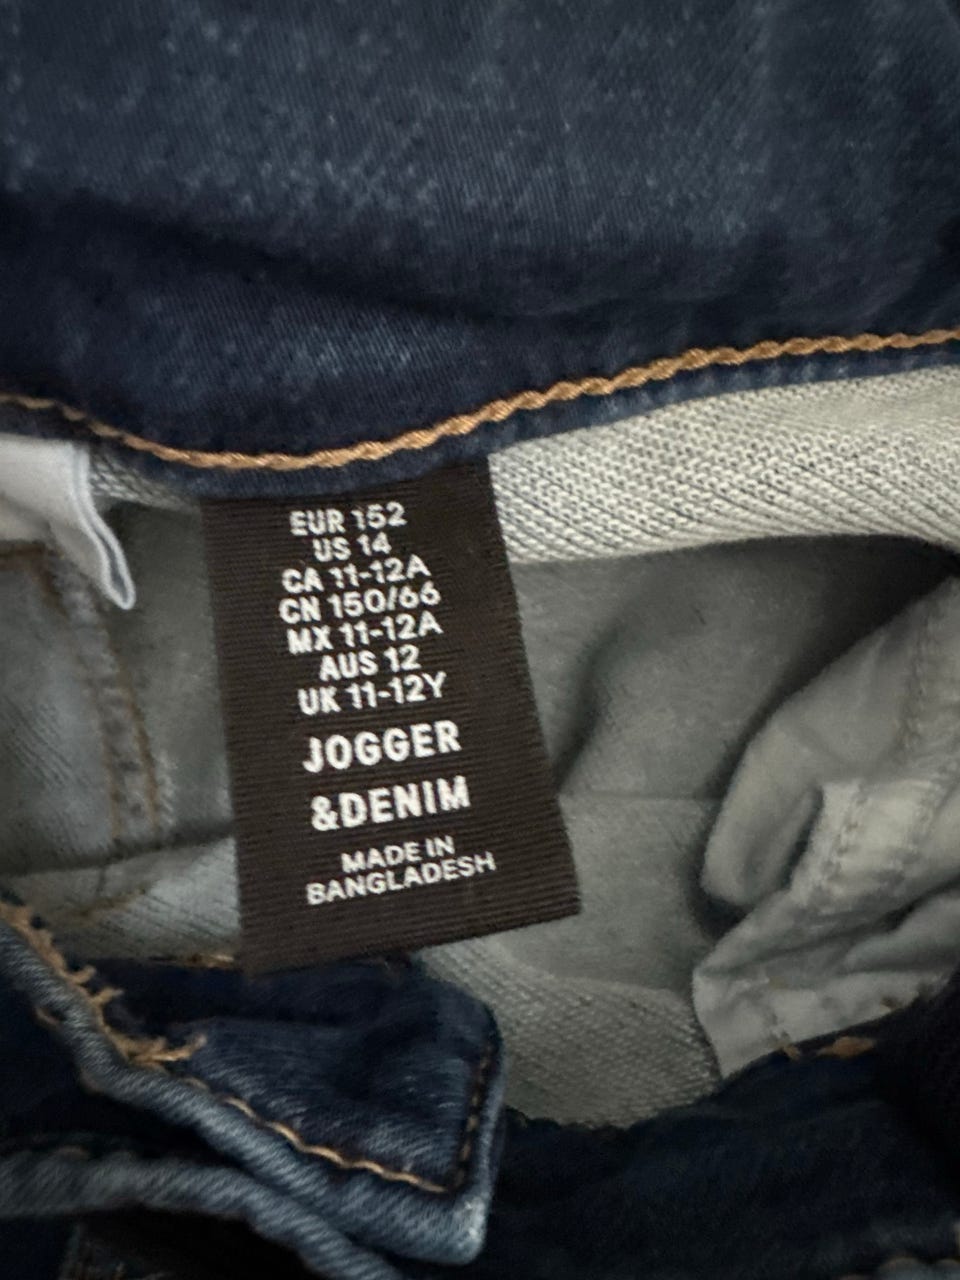 EUR 152
US 14
CA 11-12A
CN 150/66
MX 11-12A
AUS 12
UK 11-12Y
JOGGER
&DENIM
MADE IN
BANGLADESH